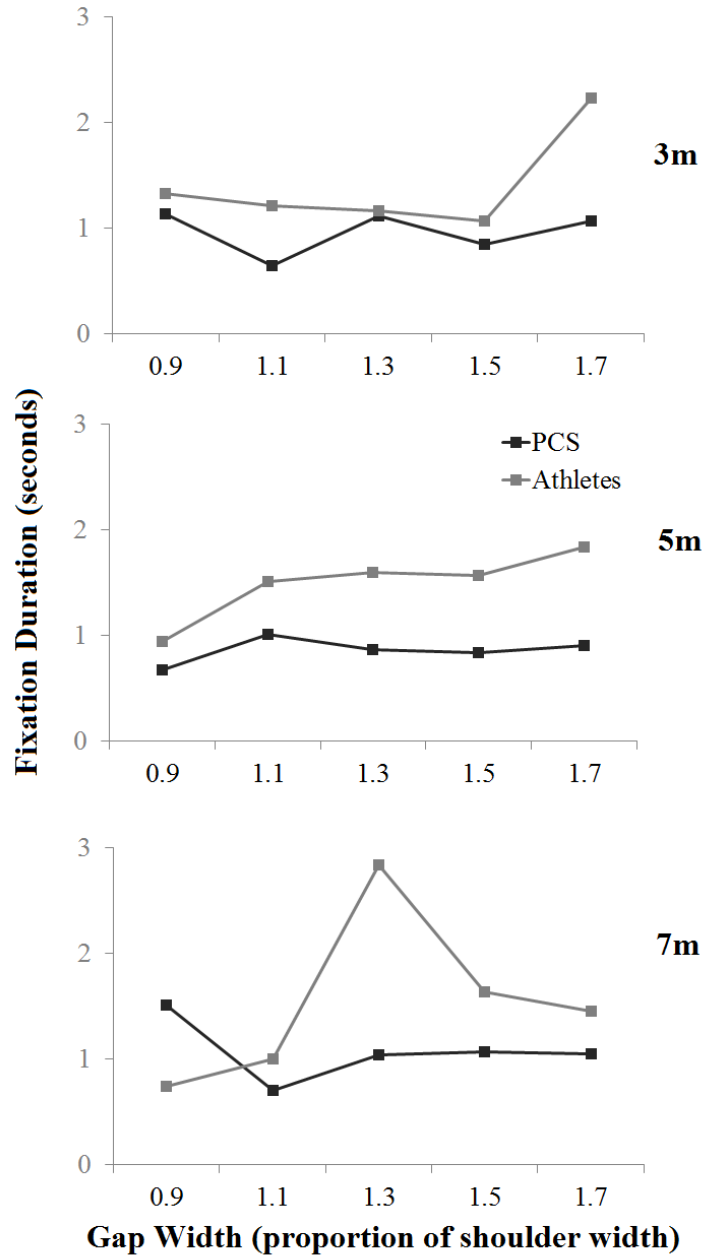 3
2
3m
1
0
0.9 1.1 1.3 1.5 1.7
Fixation Duration (seconds)
3
PCS
Athletes
2
5m
1
0
0.9 1.1 1.3 1.5 1.7
3
7m
2
1
0
0.9 1.1 1.3 1.5 1.7
Gap Width (proportion of shoulder width)